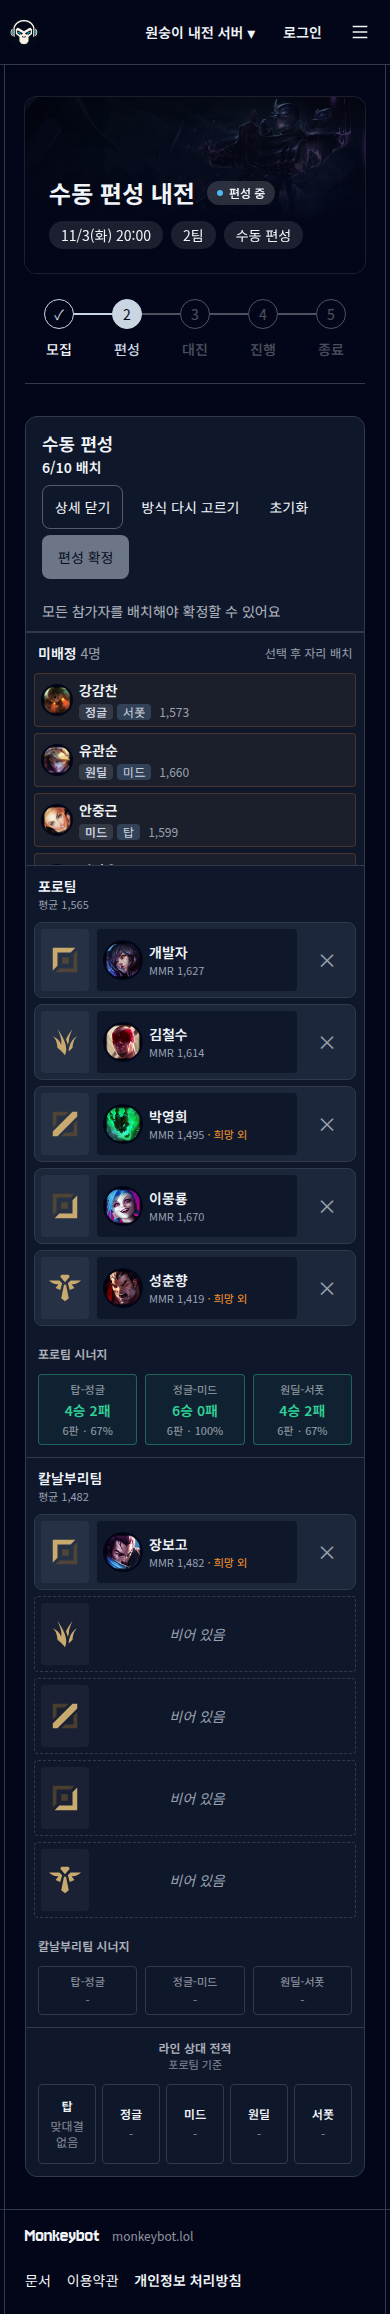 원숭이 내전 서버 ▾ 로그인
수동 편성 내전 편성 중
11/3(화) 20:00 2팀 수동 편성
✓ 2 3 4 5
모집 편성 대진 진행 종료
수동 편성
6/10 배치
상세 닫기 방식 다시 고르기 초기화
편성 확정
모든 참가자를 배치해야 확정할 수 있어요
미배정 4명 선택 후 자리 배치
강감찬
정글 서폿 1,573
유관순
원딜 미드 1,660
안중근
미드 탑 1,599
포로팀
평균 1,565
개발자
MMR 1,627
김철수
MMR 1,614
박영희
MMR 1,495 · 희망 외
이몽룡
MMR 1,670
성춘향
MMR 1,419 · 희망 외
포로팀 시너지
탑-정글 정글-미드 원딜-서폿
4승 2패 6승 0패 4승 2패
6판 · 67% 6판 · 100% 6판 · 67%
칼날부리팀
평균 1,482
장보고
MMR 1,482 · 희망 외
비어 있음
비어 있음
비어 있음
비어 있음
칼날부리팀 시너지
탑-정글 정글-미드 원딜-서폿
- - -
라인 상대 전적
포로팀 기준
탑 정글 미드 원딜 서폿
맞대결 없음 - - - -
Monkeybot monkeybot.lol
문서 이용약관 개인정보 처리방침